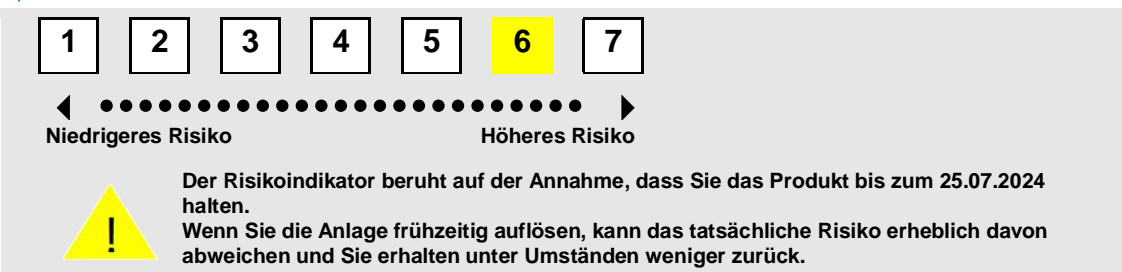 1 2 3 4 5 6 7
Niedrigeres Risiko Höheres Risiko
Der Risikoindikator beruht auf der Annahme, dass Sie das Produkt bis zum 25.07.2024
halten.
Wenn Sie die Anlage frühzeitig auflösen, kann das tatsächliche Risiko erheblich davon
! abweichen und Sie erhalten unter Umständen weniger zurück.